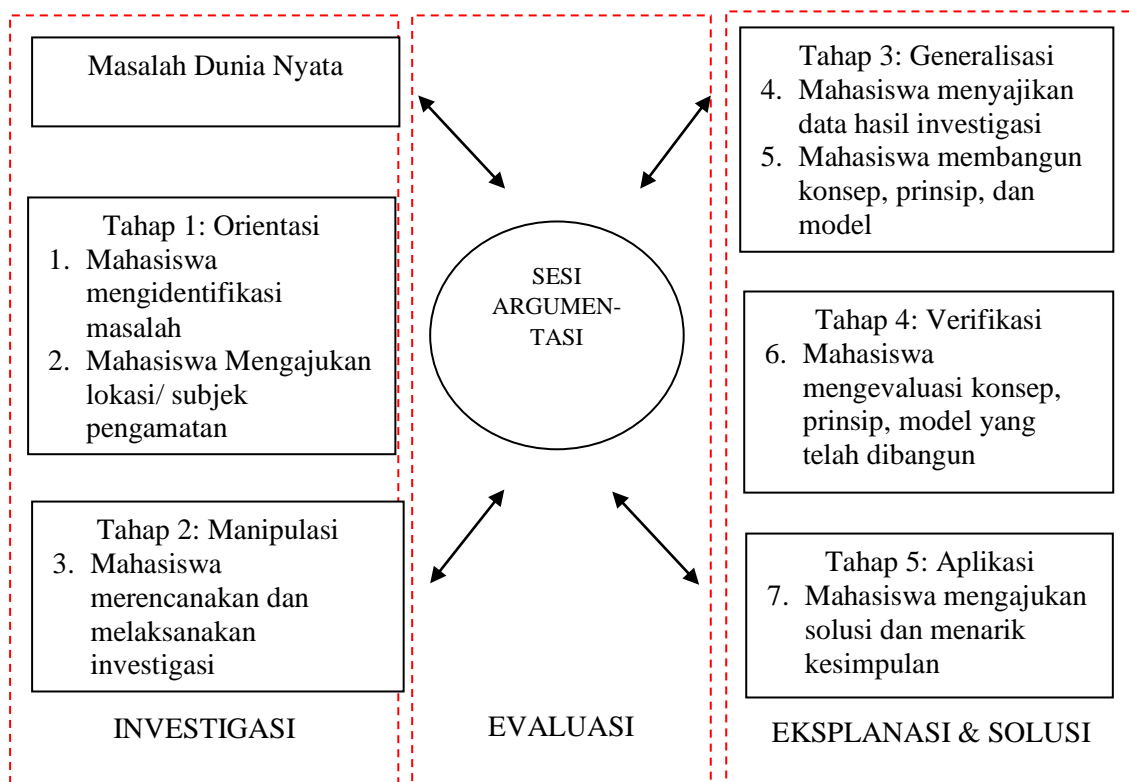 Masalah Dunia Nyata
Tahap 1: Orientasi
1. Mahasiswa
mengidentifikasi
masalah
2. Mahasiswa Mengajukan
lokasi/ subjek
pengamatan
Tahap 2: Manipulasi
3. Mahasiswa
merencanakan dan
melaksanakan
investigasi
INVESTIGASI
SESI
ARGUMEN-
TASI
EVALUASI
Tahap 3: Generalisasi
4. Mahasiswa menyajikan
data hasil investigasi
5. Mahasiswa membangun
konsep, prinsip, dan
model
Tahap 4: Verifikasi
6. Mahasiswa
mengevaluasi konsep,
prinsip, model yang
telah dibangun
Tahap 5: Aplikasi
7. Mahasiswa mengajukan
solusi dan menarik
kesimpulan
EKSPLANASI & SOLUSI